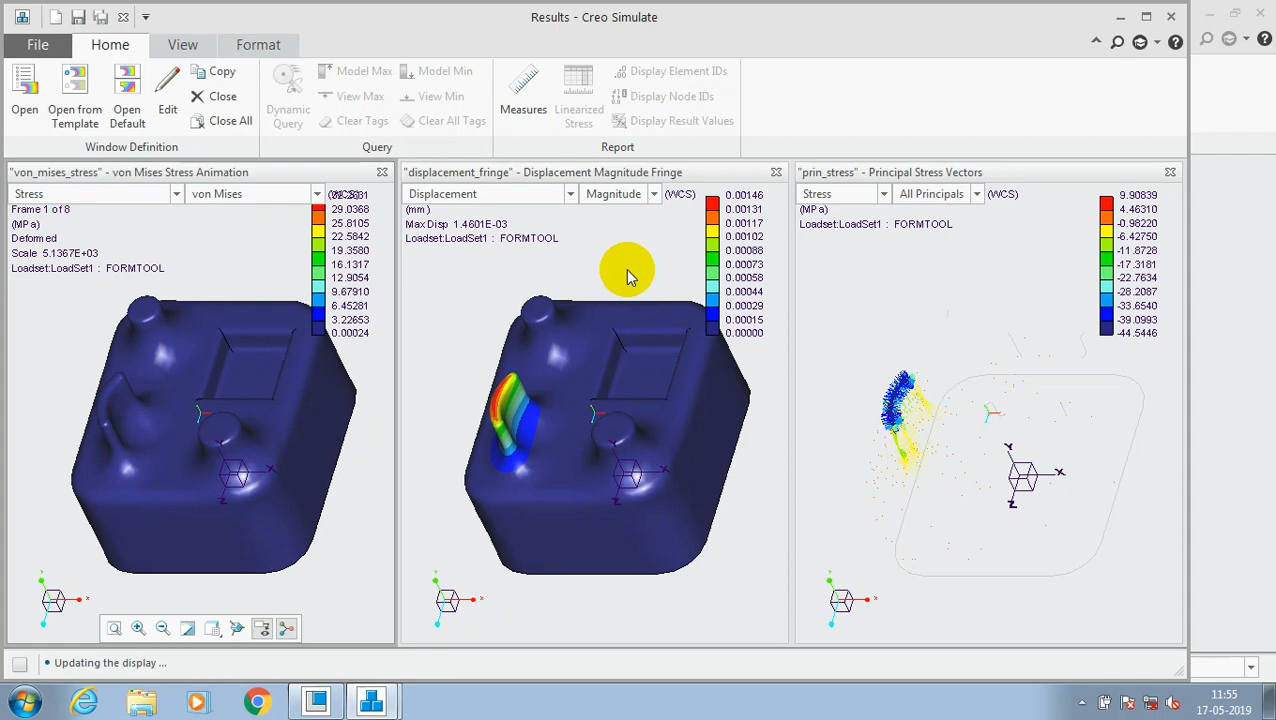 Results - Creo Simulate
File
Home
View
Format
Open
Open from Template
Open Default
Edit
Copy
Close
Close All
Window Definition
Dynamic Query
Model Max
View Max
Clear Tags
Model Min
View Min
Clear All Tags
Query
Measures
Linearized Stress
Display Element IDs
Display Node IDs
Display Result Values
Report
"von_mises_stress" - von Mises Stress Animation
Stress
von Mises
Frame 1 of 8
(MPa)
Deformed
Scale 5.1367E+03
Loadset:LoadSet1 : FORMTOOL
29.0368
25.8105
22.5842
19.3580
16.1317
12.9054
9.67910
6.45281
3.22653
0.00024
X
Y
Z
"displacement_fringe" - Displacement Magnitude Fringe
Displacement
Magnitude
(WCS)
(mm)
Max Disp 1.4601E-03
Loadset:LoadSet1 : FORMTOOL
0.00146
0.00131
0.00117
0.00102
0.00088
0.00073
0.00058
0.00044
0.00029
0.00015
0.00000
X
Y
Z
"prin_stress" - Principal Stress Vectors
Stress
All Principals
(WCS)
(MPa)
Loadset:LoadSet1 : FORMTOOL
9.90839
4.46310
-.98220
-6.42750
-11.8728
-17.3181
-22.7634
-28.2087
-33.6540
-39.0993
-44.5446
Y
X
Z
Updating the display ...
11:55
17-05-2019